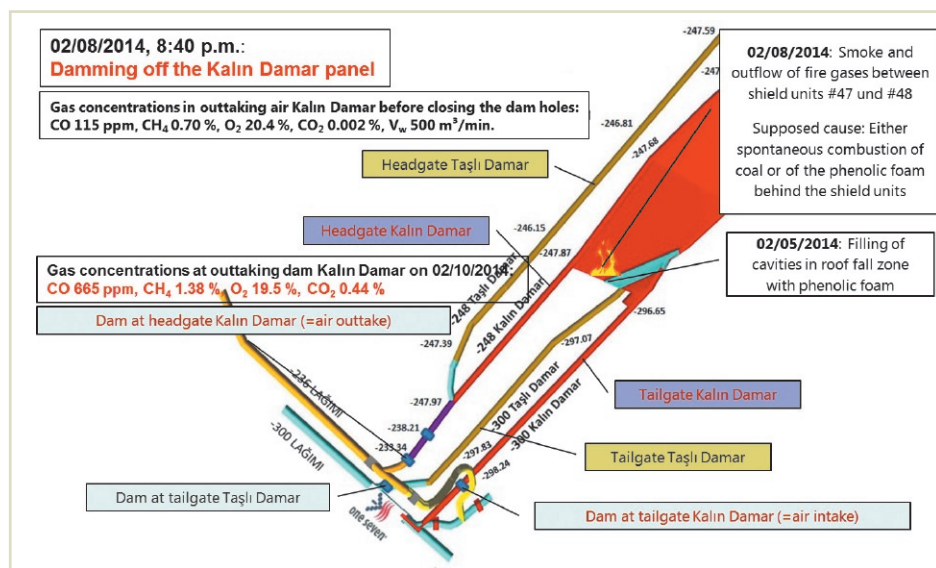 02/08/2014, 8:40 p.m.:
Damming off the Kalın Damar panel
Gas concentrations in outtaking air Kalın Damar before closing the dam holes:
CO 115 ppm, CH₄ 0.70 %, O₂ 20.4 %, CO₂ 0.002 %, Vw 500 m³/min.
-247.59
02/08/2014: Smoke and
outflow of fire gases between
shield units #47 und #48
Supposed cause: Either
spontaneous combustion of
coal or of the phenolic foam
behind the shield units
-246.81
-247.68
Headgate Taşlı Damar
-246.15
Headgate Kalın Damar
-247.87
02/05/2014: Filling of
cavities in roof fall zone
with phenolic foam
Gas concentrations at outtaking dam Kalın Damar on 02/10/2014:
CO 665 ppm, CH₄ 1.38 %, O₂ 19.5 %, CO₂ 0.44 %
Dam at headgate Kalın Damar (=air outtake)
-248 Taşlı Damar
-248 Kalın Damar
-296.65
-247.39
-297.07
-235 LAĞIMI
-247.97
Tailgate Kalın Damar
-300 Taşlı Damar
-300 Kalın Damar
-238.21
-233.34
-300 LAĞIMI
-297.83
-298.24
Tailgate Taşlı Damar
Dam at tailgate Taşlı Damar
one seven
Dam at tailgate Kalın Damar (=air intake)